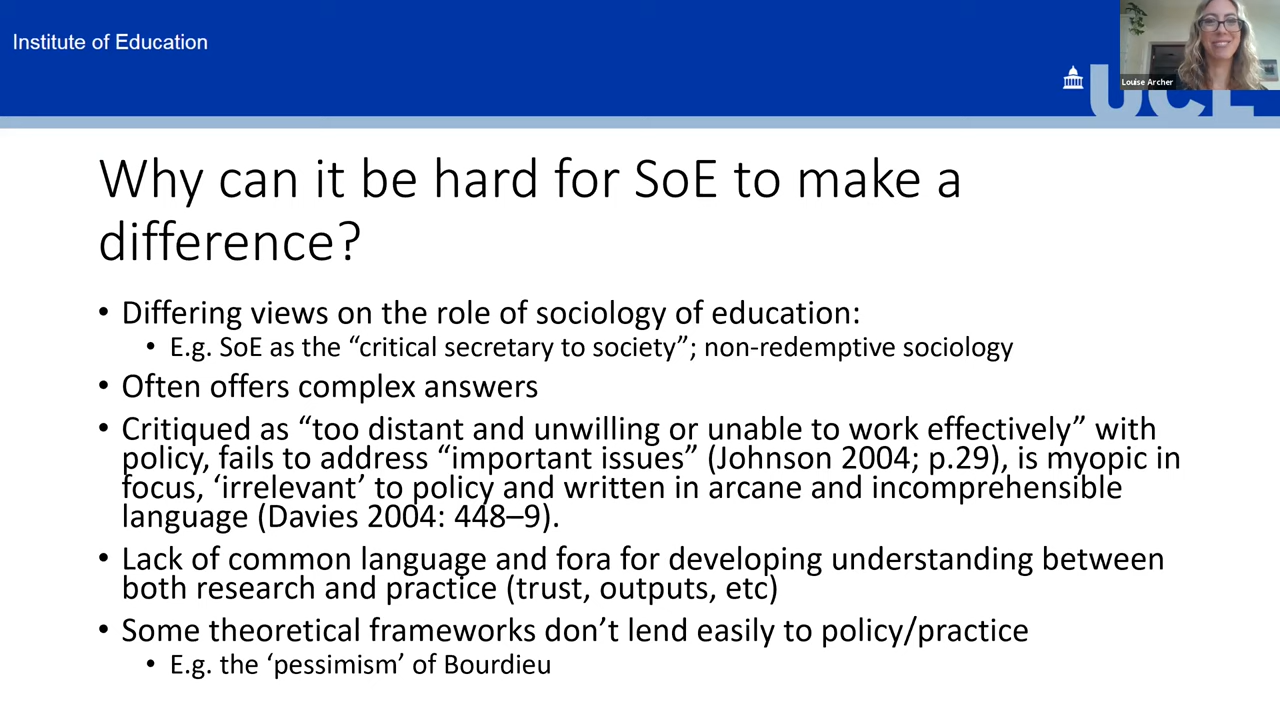 Institute of Education
Louise Archer
UCL
Why can it be hard for SoE to make a
difference?
• Differing views on the role of sociology of education:
• E.g. SoE as the “critical secretary to society”; non-redemptive sociology
• Often offers complex answers
• Critiqued as “too distant and unwilling or unable to work effectively” with
policy, fails to address “important issues” (Johnson 2004; p.29), is myopic in
focus, ‘irrelevant’ to policy and written in arcane and incomprehensible
language (Davies 2004: 448–9).
• Lack of common language and fora for developing understanding between
both research and practice (trust, outputs, etc)
• Some theoretical frameworks don’t lend easily to policy/practice
• E.g. the ‘pessimism’ of Bourdieu